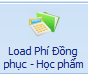 Load Phí Đồng
phục - Học phẩm